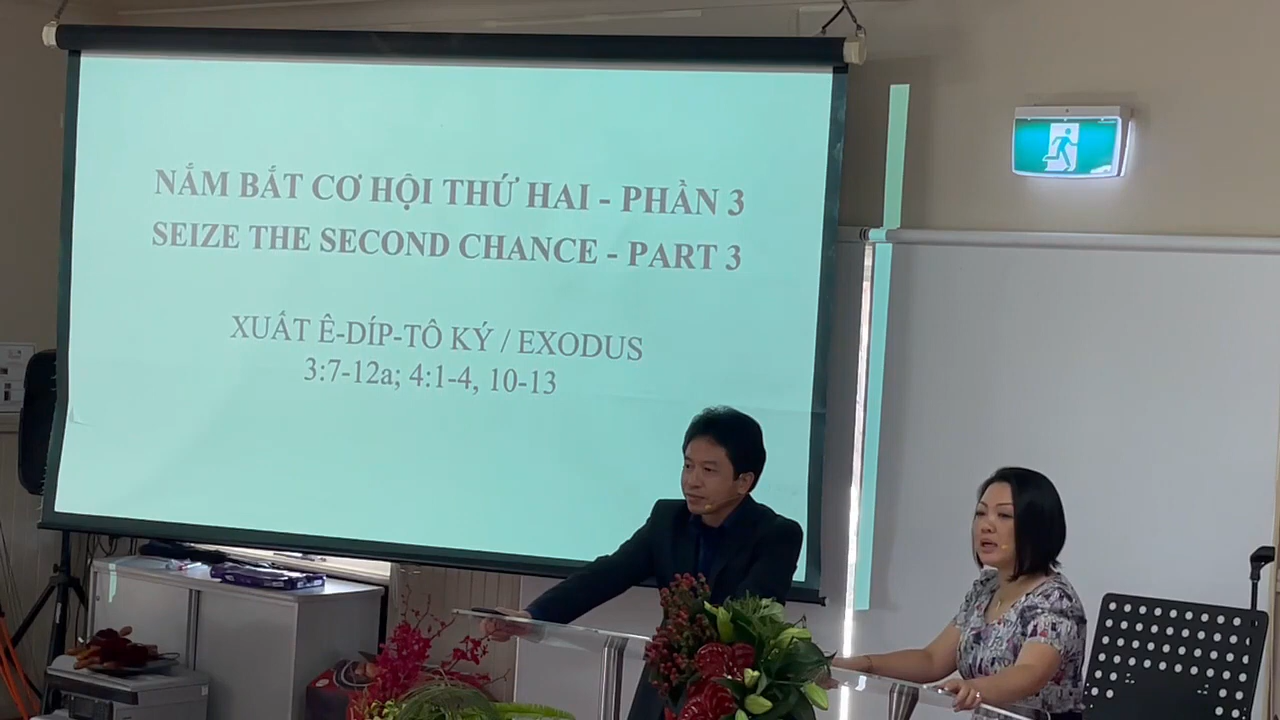 NẮM BẮT CƠ HỘI THỨ HAI - PHẦN 3
SEIZE THE SECOND CHANCE - PART 3
XUẤT Ê-DÍP-TÔ KÝ / EXODUS
3:7-12a; 4:1-4, 10-13